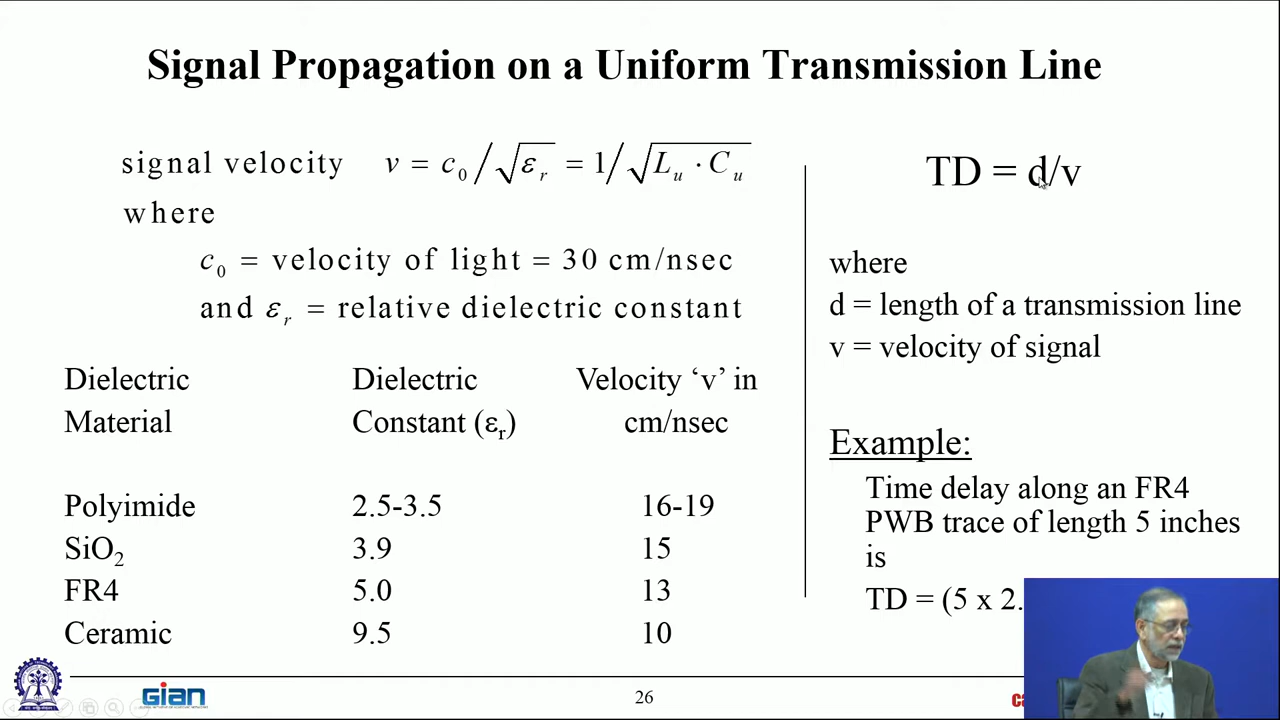 Signal Propagation on a Uniform Transmission Line
signal velocity v = c₀/√εᵣ = 1/√Lᵤ · Cᵤ
where
c₀ = velocity of light = 30 cm/nsec
and εᵣ = relative dielectric constant
Dielectric Dielectric Velocity ‘v’ in
Material Constant (εᵣ) cm/nsec
Polyimide 2.5-3.5 16-19
SiO₂ 3.9 15
FR4 5.0 13
Ceramic 9.5 10
TD = d/v
where
d = length of a transmission line
v = velocity of signal
Example:
Time delay along an FR4
PWB trace of length 5 inches
is
TD = (5 x 2.
GIAN
26